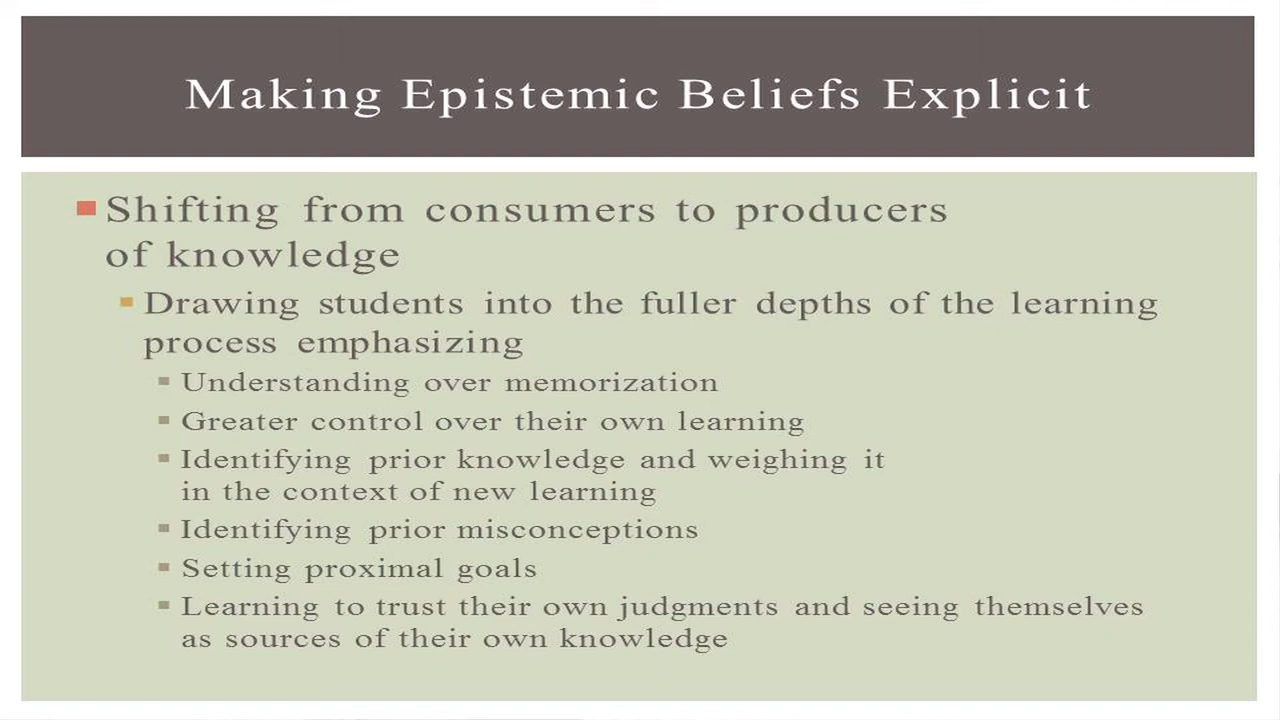 Making Epistemic Beliefs Explicit
Shifting from consumers to producers
of knowledge
Drawing students into the fuller depths of the learning
process emphasizing
Understanding over memorization
Greater control over their own learning
Identifying prior knowledge and weighing it
in the context of new learning
Identifying prior misconceptions
Setting proximal goals
Learning to trust their own judgments and seeing themselves
as sources of their own knowledge